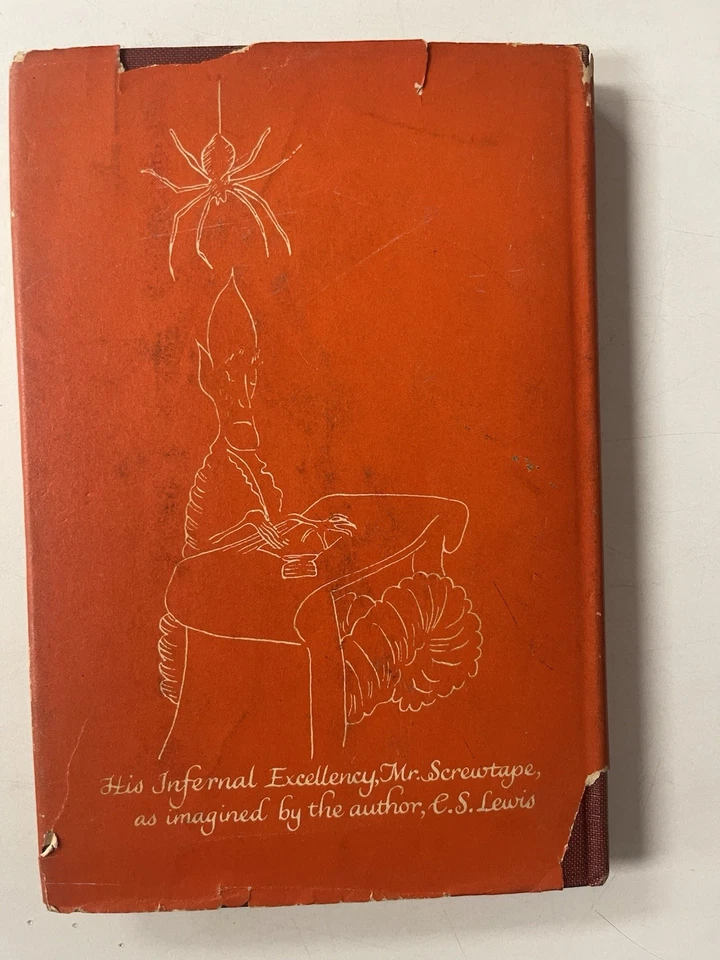 His Infernal Excellency, Mr. Screwtape,
as imagined by the author, C. S. Lewis